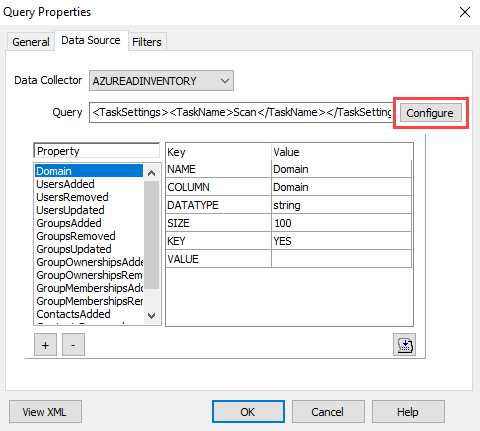 Query Properties
General Data Source Filters
Data Collector AZUREADINVENTORY
Query <TaskSettings><TaskName>Scan</TaskName></TaskSetting Configure
Property Key Value
Domain NAME Domain
UsersAdded COLUMN Domain
UsersRemoved DATATYPE string
UsersUpdated SIZE 100
GroupsAdded KEY YES
GroupsRemoved VALUE
GroupsUpdated
GroupOwnershipsAdde
GroupOwnershipsRem
GroupMembershipsAdd
GroupMembershipsRen
ContactsAdded
+ -
View XML OK Cancel Help